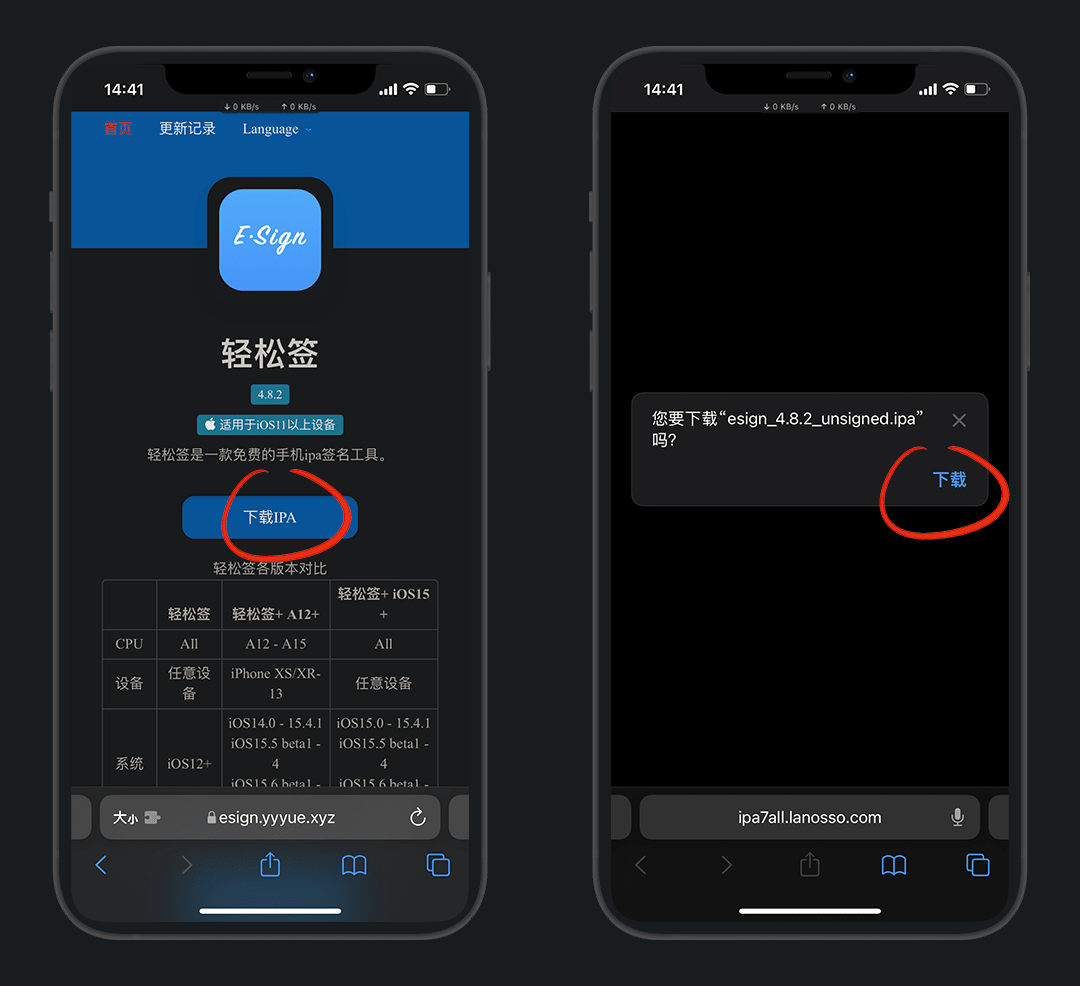 14:41
↓ 0 KB/s ↑ 0 KB/s
首页 更新记录 Language
E·Sign
轻松签
4.8.2
适用于iOS11以上设备
轻松签是一款免费的手机ipa签名工具。
下载IPA
轻松签各版本对比
轻松签 轻松签+ A12+ 轻松签+ iOS15
+
CPU All A12 - A15 All
设备 任意设
备 iPhone XS/XR-
13 任意设备
系统 iOS12+ iOS14.0 - 15.4.1
iOS15.5 beta1 -
4
iOS15.6 beta1 -
iOS15.0 - 15.4.1
iOS15.5 beta1 -
4
iOS15.6 beta1 -
大小 esign.yyyue.xyz
14:41
↓ 0 KB/s ↑ 0 KB/s
您要下载“esign_4.8.2_unsigned.ipa”
吗?
下载
ipa7all.lanosso.com